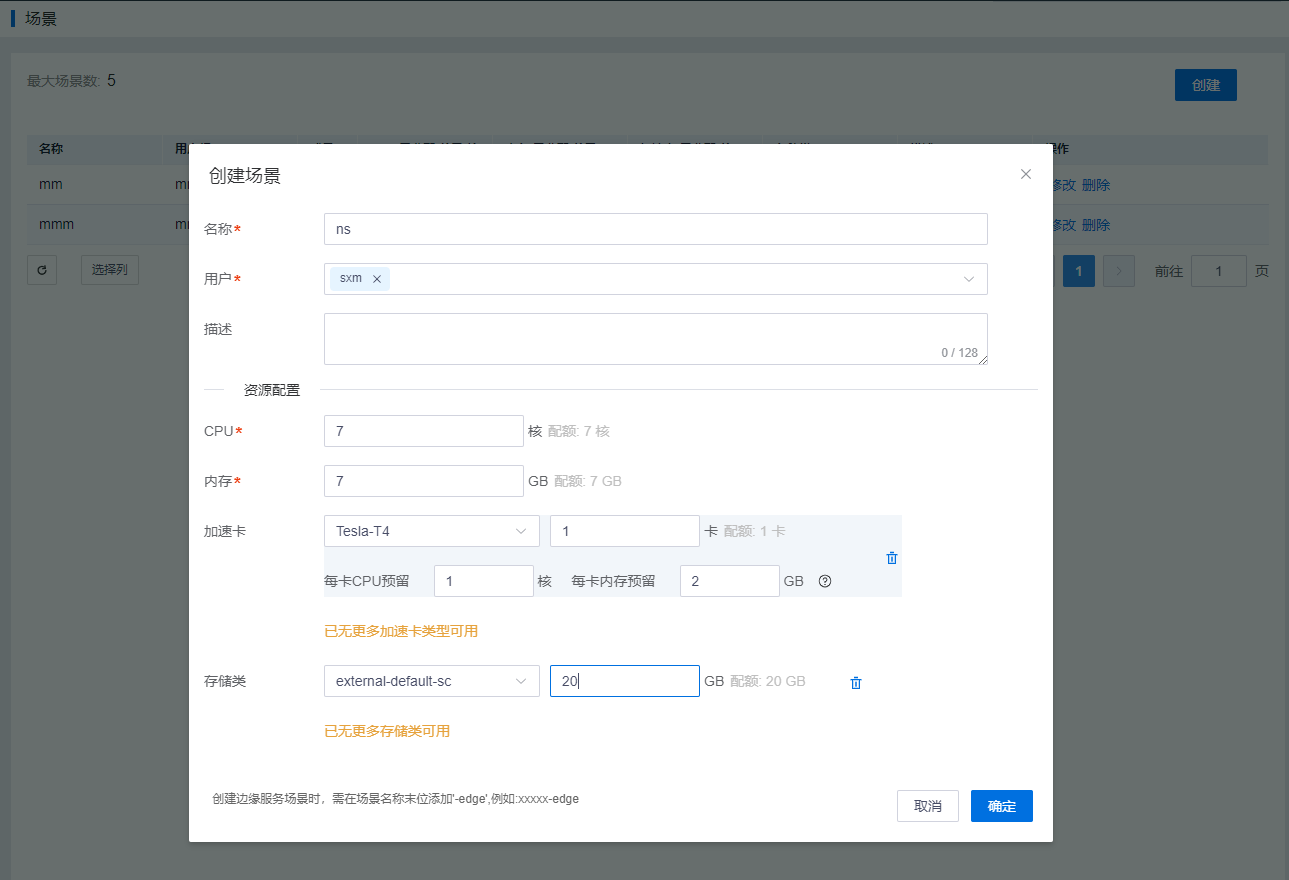 场景
最大场景数: 5
创建
名称
mm
修改 删除
mmm
修改 删除
选择列
1
前往 1 页
创建场景
名称* ns
用户* sxm
描述
0 / 128
资源配置
CPU* 7 核 配额: 7 核
内存* 7 GB 配额: 7 GB
加速卡 Tesla-T4 1 卡 配额: 1 卡
每卡CPU预留 1 核 每卡内存预留 2 GB
已无更多加速卡类型可用
存储类 external-default-sc 20 GB 配额: 20 GB
已无更多存储类可用
创建边缘服务场景时，需在场景名称末位添加'-edge',例如:xxxxx-edge
取消 确定